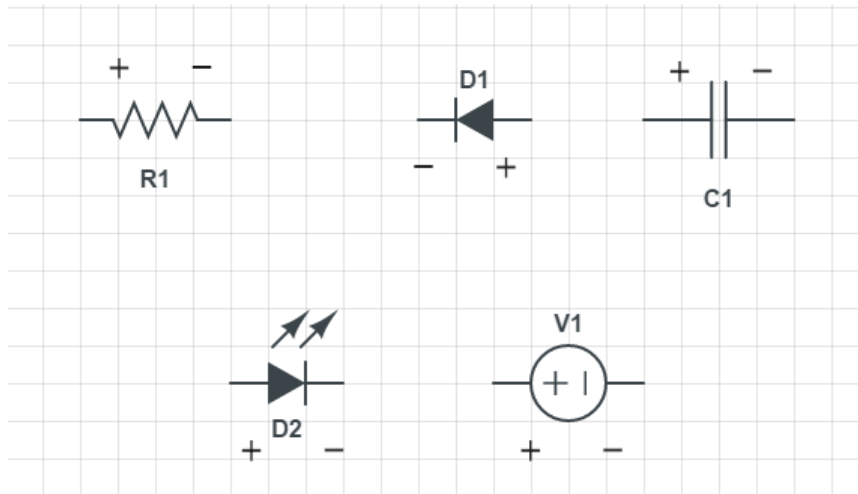 + −
D1
+ −
− +
R1
C1
V1
+ |
D2
+ −
+ −